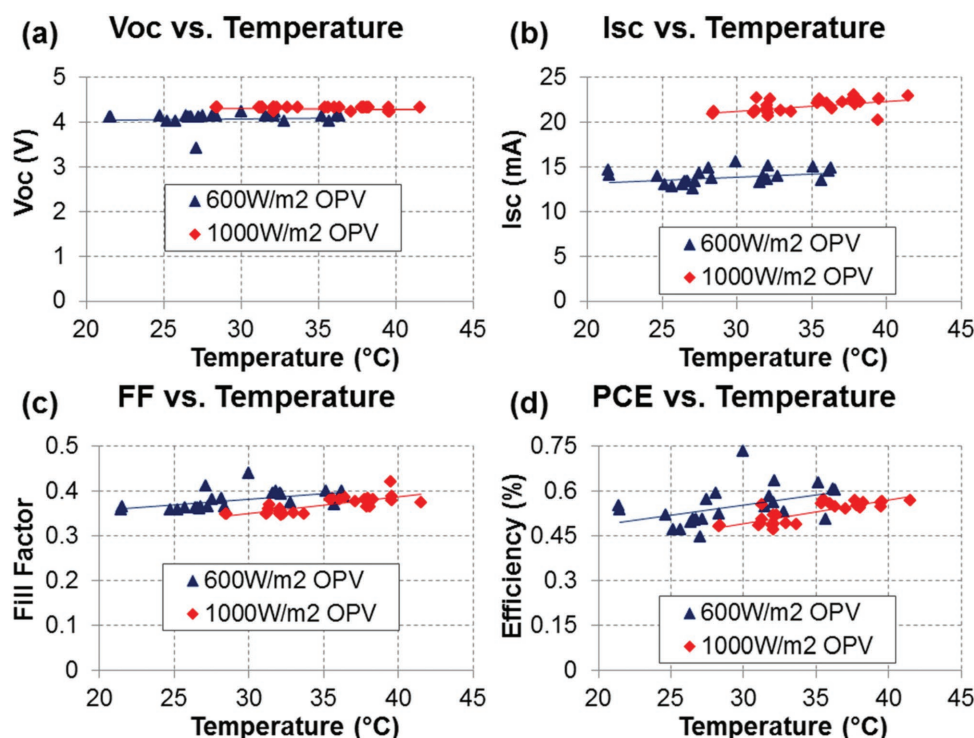 (a) Voc vs. Temperature
Voc (V)
5
4
3
2
1
0
600W/m2 OPV
1000W/m2 OPV
20 25 30 35 40 45
Temperature (°C)
(b) Isc vs. Temperature
Isc (mA)
25
20
15
10
5
0
600W/m2 OPV
1000W/m2 OPV
20 25 30 35 40 45
Temperature (°C)
(c) FF vs. Temperature
Fill Factor
0.5
0.4
0.3
0.2
0.1
0
600W/m2 OPV
1000W/m2 OPV
20 25 30 35 40 45
Temperature (°C)
(d) PCE vs. Temperature
Efficiency (%)
0.75
0.6
0.45
0.3
0.15
0
600W/m2 OPV
1000W/m2 OPV
20 25 30 35 40 45
Temperature (°C)